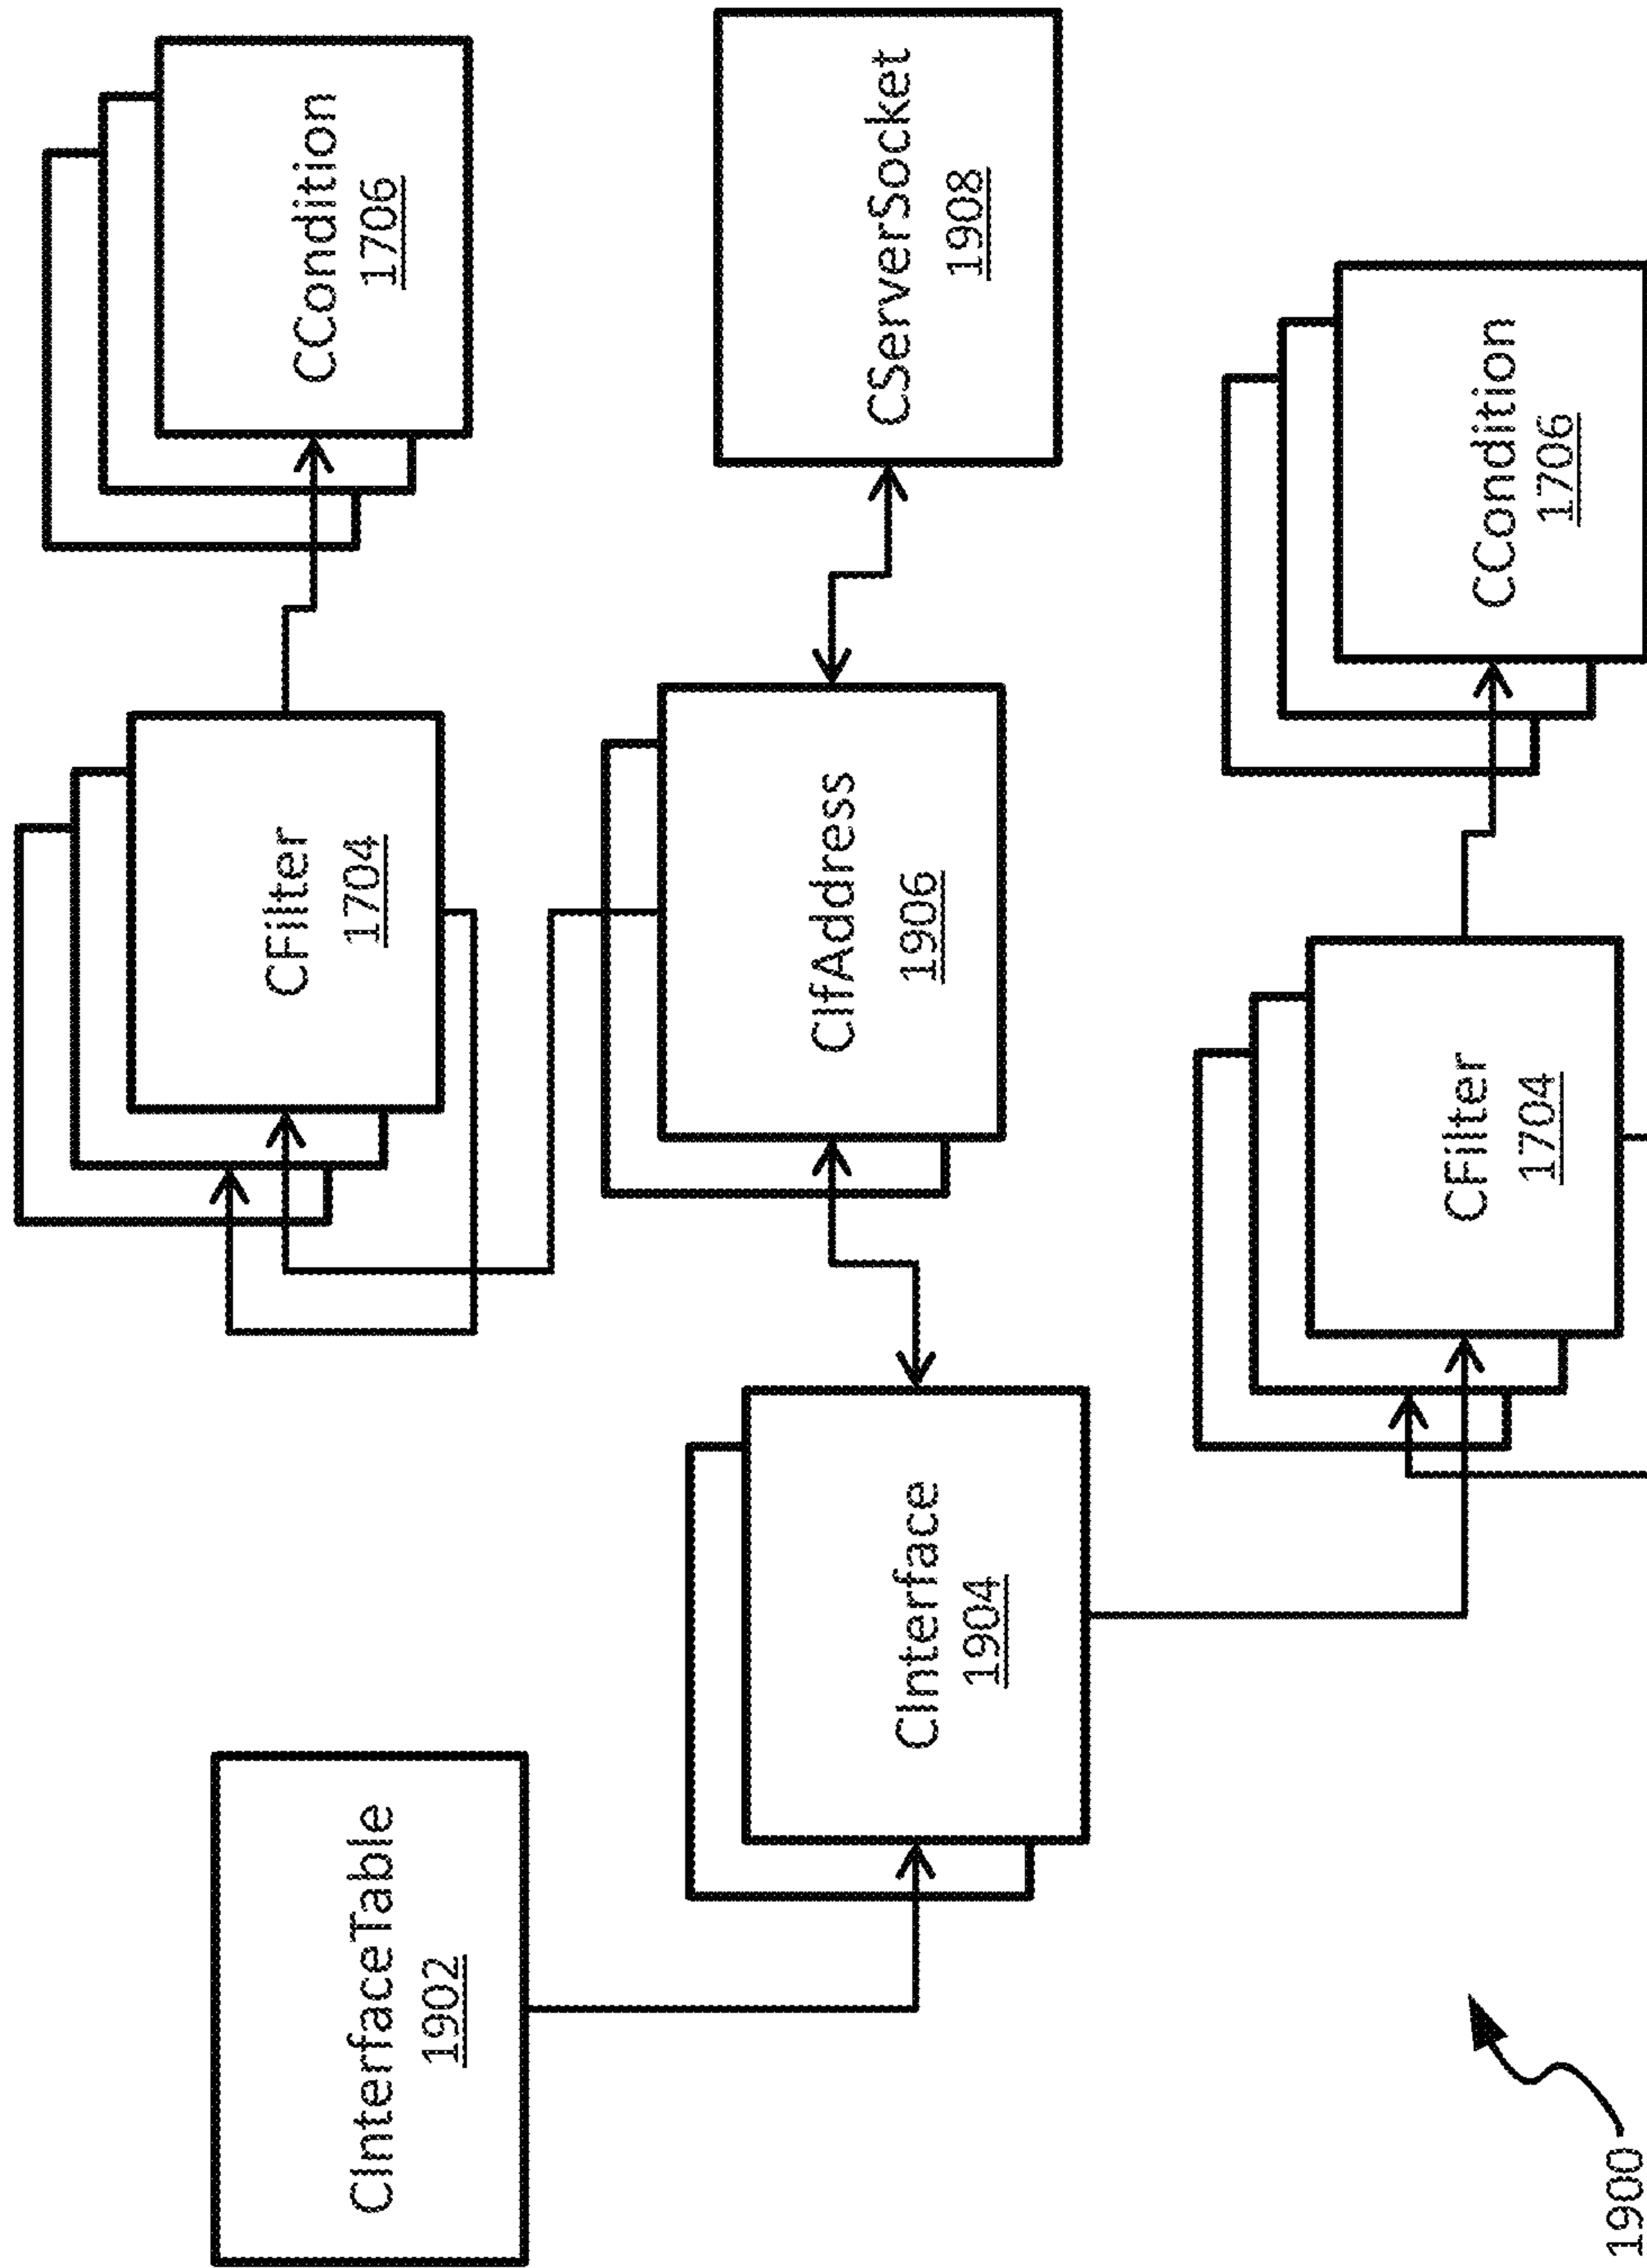 CInterfaceTable
1902
CFilter
1704
CCondition
1706
CInterface
1904
CIfAddress
1906
CServerSocket
1908
CFilter
1704
CCondition
1706
1900